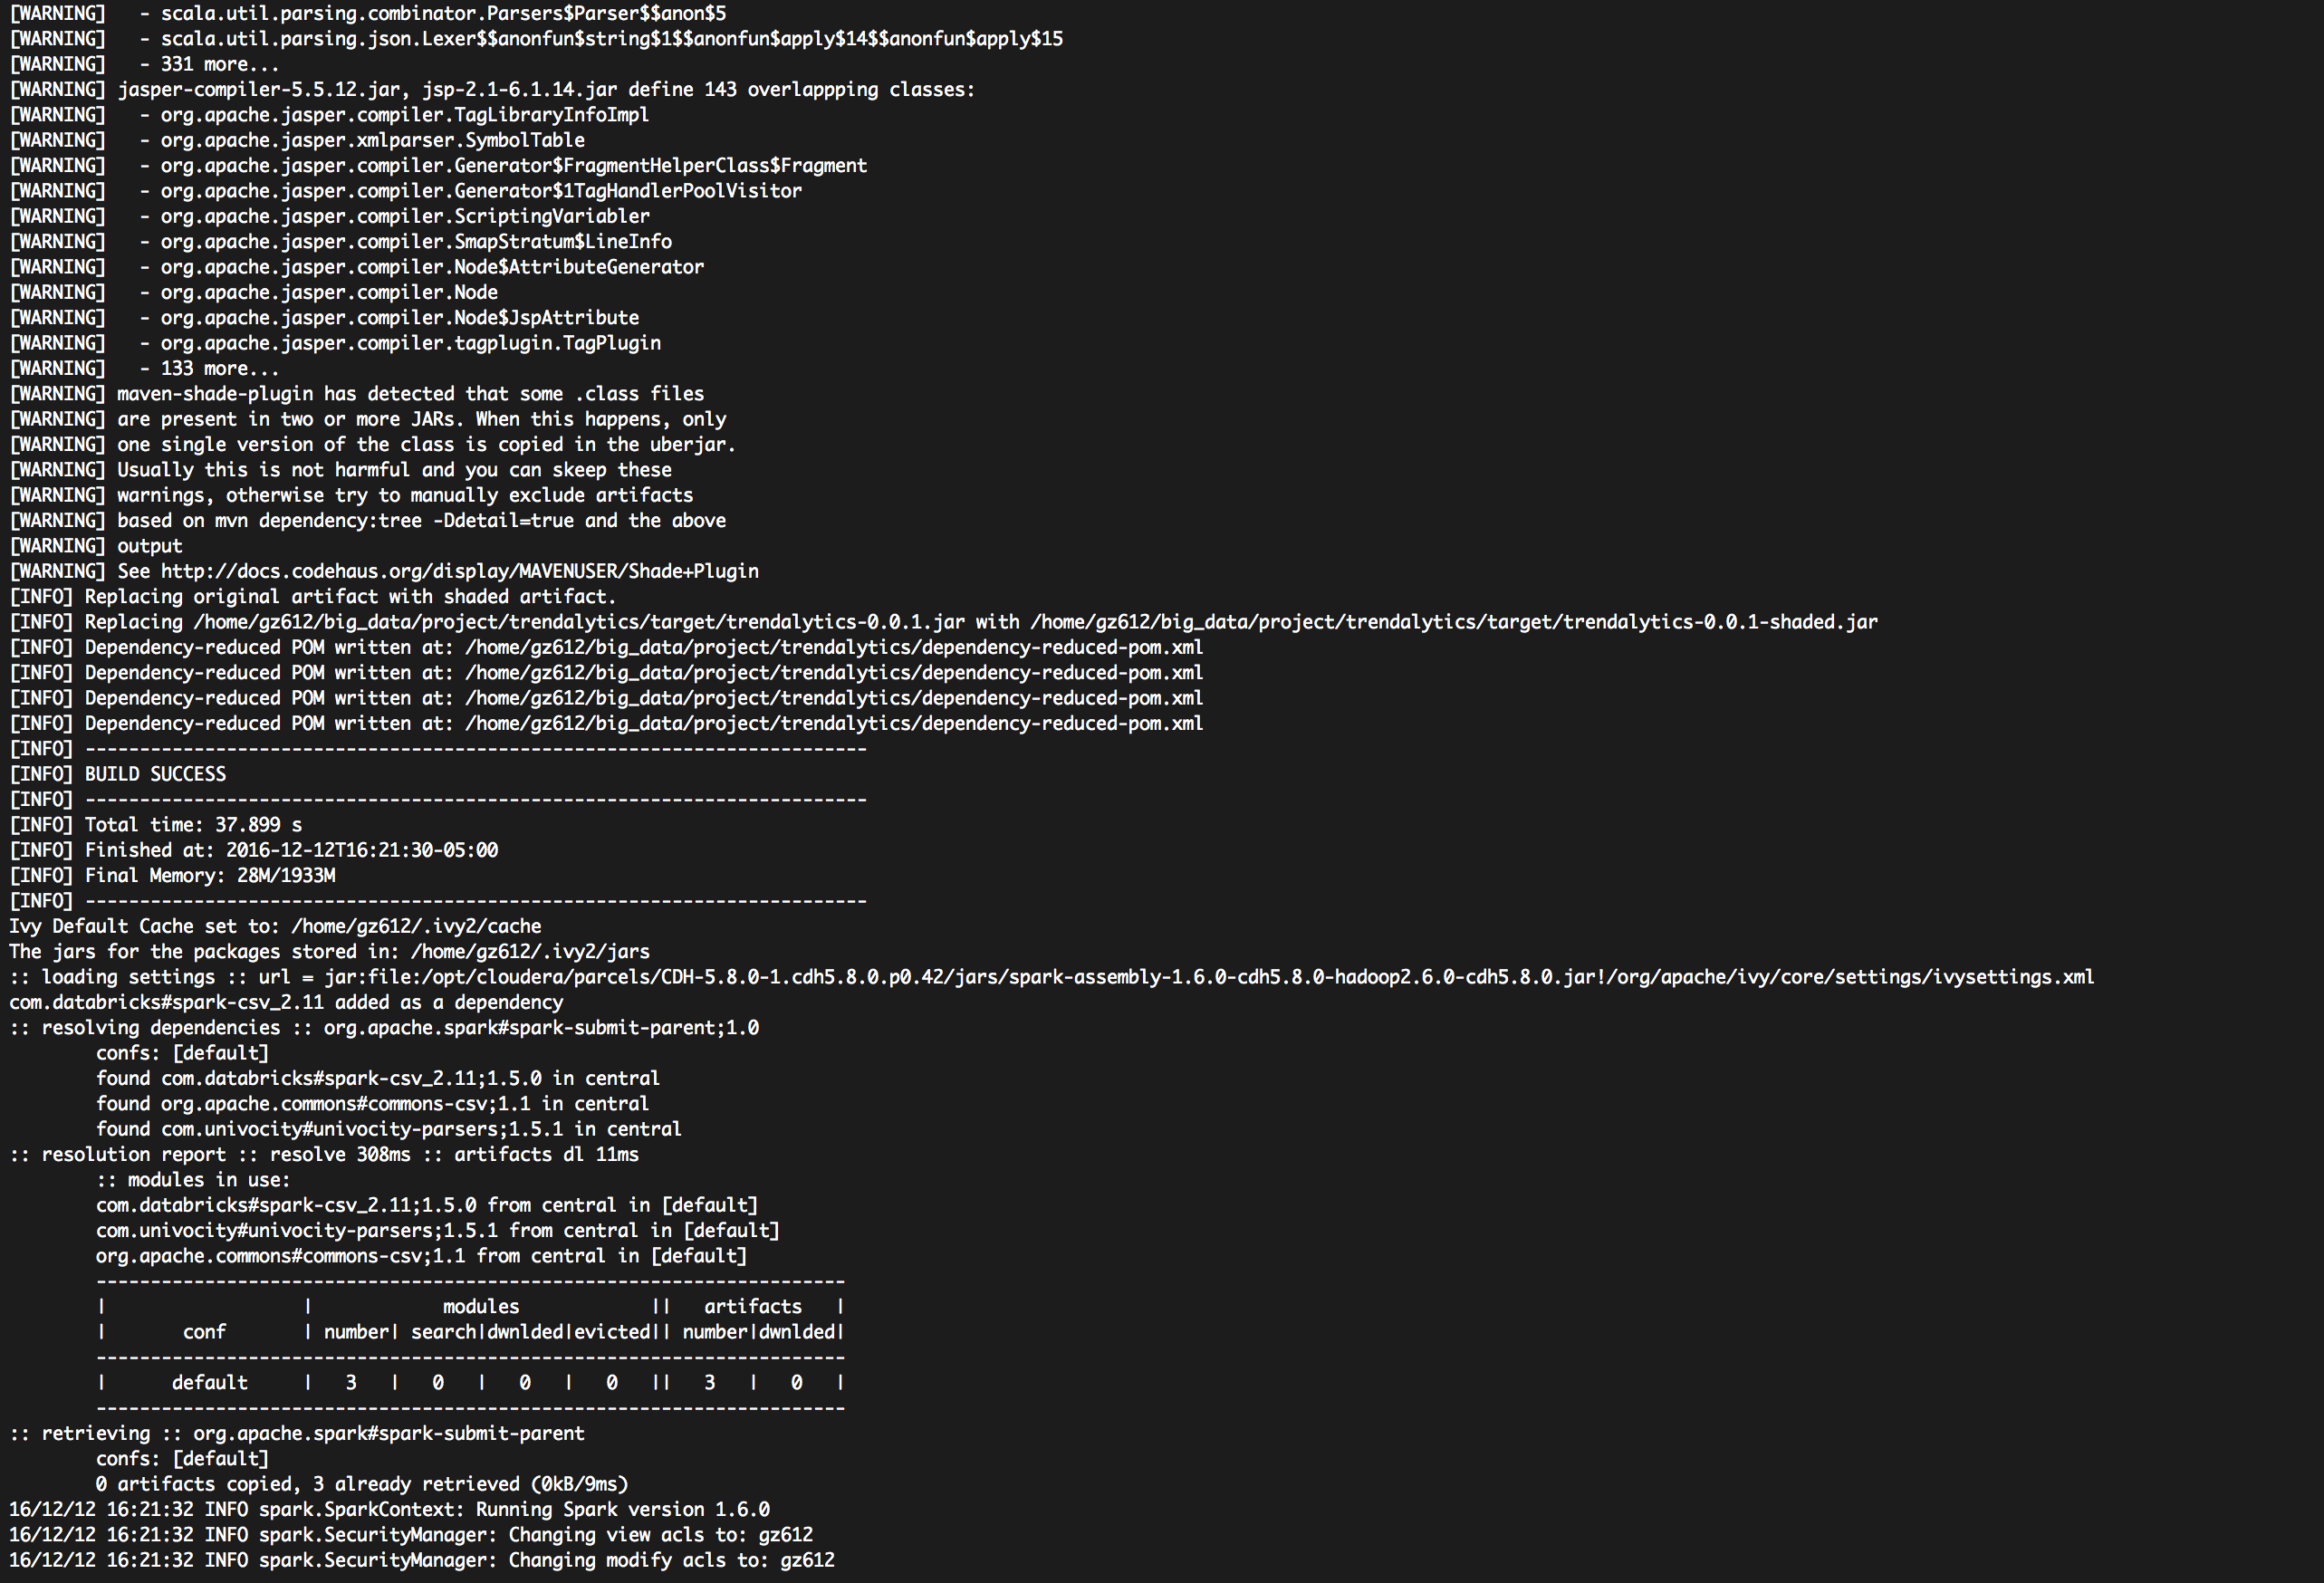 [WARNING]   - scala.util.parsing.combinator.Parsers$Parser$$anon$5
[WARNING]   - scala.util.parsing.json.Lexer$$anonfun$string$1$$anonfun$apply$14$$anonfun$apply$15
[WARNING]   - 331 more...
[WARNING] jasper-compiler-5.5.12.jar, jsp-2.1-6.1.14.jar define 143 overlappping classes:
[WARNING]   - org.apache.jasper.compiler.TagLibraryInfoImpl
[WARNING]   - org.apache.jasper.xmlparser.SymbolTable
[WARNING]   - org.apache.jasper.compiler.Generator$FragmentHelperClass$Fragment
[WARNING]   - org.apache.jasper.compiler.Generator$1TagHandlerPoolVisitor
[WARNING]   - org.apache.jasper.compiler.ScriptingVariabler
[WARNING]   - org.apache.jasper.compiler.SmapStratum$LineInfo
[WARNING]   - org.apache.jasper.compiler.Node$AttributeGenerator
[WARNING]   - org.apache.jasper.compiler.Node
[WARNING]   - org.apache.jasper.compiler.Node$JspAttribute
[WARNING]   - org.apache.jasper.compiler.tagplugin.TagPlugin
[WARNING]   - 133 more...
[WARNING] maven-shade-plugin has detected that some .class files
[WARNING] are present in two or more JARs. When this happens, only
[WARNING] one single version of the class is copied in the uberjar.
[WARNING] Usually this is not harmful and you can skeep these
[WARNING] warnings, otherwise try to manually exclude artifacts
[WARNING] based on mvn dependency:tree -Ddetail=true and the above
[WARNING] output
[WARNING] See http://docs.codehaus.org/display/MAVENUSER/Shade+Plugin
[INFO] Replacing original artifact with shaded artifact.
[INFO] Replacing /home/gz612/big_data/project/trendalytics/target/trendalytics-0.0.1.jar with /home/gz612/big_data/project/trendalytics/target/trendalytics-0.0.1-shaded.jar
[INFO] Dependency-reduced POM written at: /home/gz612/big_data/project/trendalytics/dependency-reduced-pom.xml
[INFO] Dependency-reduced POM written at: /home/gz612/big_data/project/trendalytics/dependency-reduced-pom.xml
[INFO] Dependency-reduced POM written at: /home/gz612/big_data/project/trendalytics/dependency-reduced-pom.xml
[INFO] Dependency-reduced POM written at: /home/gz612/big_data/project/trendalytics/dependency-reduced-pom.xml
[INFO] ------------------------------------------------------------------------
[INFO] BUILD SUCCESS
[INFO] ------------------------------------------------------------------------
[INFO] Total time: 37.899 s
[INFO] Finished at: 2016-12-12T16:21:30-05:00
[INFO] Final Memory: 28M/1933M
[INFO] ------------------------------------------------------------------------
Ivy Default Cache set to: /home/gz612/.ivy2/cache
The jars for the packages stored in: /home/gz612/.ivy2/jars
:: loading settings :: url = jar:file:/opt/cloudera/parcels/CDH-5.8.0-1.cdh5.8.0.p0.42/jars/spark-assembly-1.6.0-cdh5.8.0-hadoop2.6.0-cdh5.8.0.jar!/org/apache/ivy/core/settings/ivysettings.xml
com.databricks#spark-csv_2.11 added as a dependency
:: resolving dependencies :: org.apache.spark#spark-submit-parent;1.0
        confs: [default]
        found com.databricks#spark-csv_2.11;1.5.0 in central
        found org.apache.commons#commons-csv;1.1 in central
        found com.univocity#univocity-parsers;1.5.1 in central
:: resolution report :: resolve 308ms :: artifacts dl 11ms
        :: modules in use:
        com.databricks#spark-csv_2.11;1.5.0 from central in [default]
        com.univocity#univocity-parsers;1.5.1 from central in [default]
        org.apache.commons#commons-csv;1.1 from central in [default]
        ---------------------------------------------------------------------
        |                  |            modules            ||   artifacts   |
        |       conf       | number| search|dwnlded|evicted|| number|dwnlded|
        ---------------------------------------------------------------------
        |      default     |   3   |   0   |   0   |   0   ||   3   |   0   |
        ---------------------------------------------------------------------
:: retrieving :: org.apache.spark#spark-submit-parent
        confs: [default]
        0 artifacts copied, 3 already retrieved (0kB/9ms)
16/12/12 16:21:32 INFO spark.SparkContext: Running Spark version 1.6.0
16/12/12 16:21:32 INFO spark.SecurityManager: Changing view acls to: gz612
16/12/12 16:21:32 INFO spark.SecurityManager: Changing modify acls to: gz612